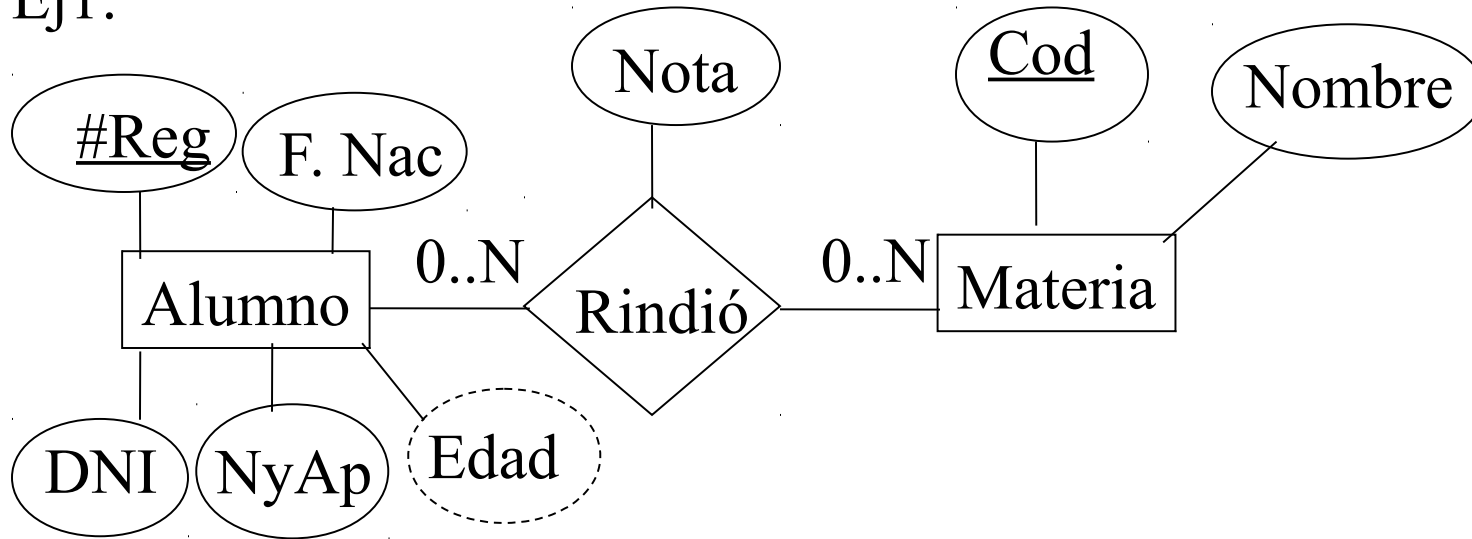 Ej1:
Nota
Cod
Nombre
#Reg
F. Nac
0..N
0..N
Alumno
Rindió
Materia
DNI
NyAp
Edad